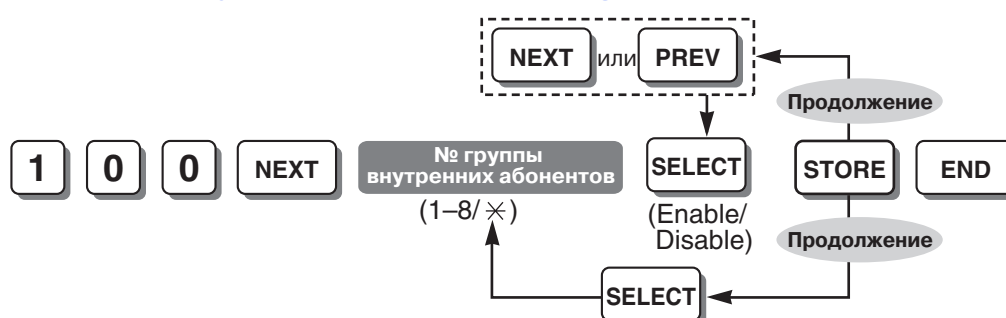 NEXT или PREV
Продолжение
1 0 0 NEXT № группы внутренних абонентов SELECT STORE END
(1–8/✳)
(Enable/
Disable)
Продолжение
SELECT